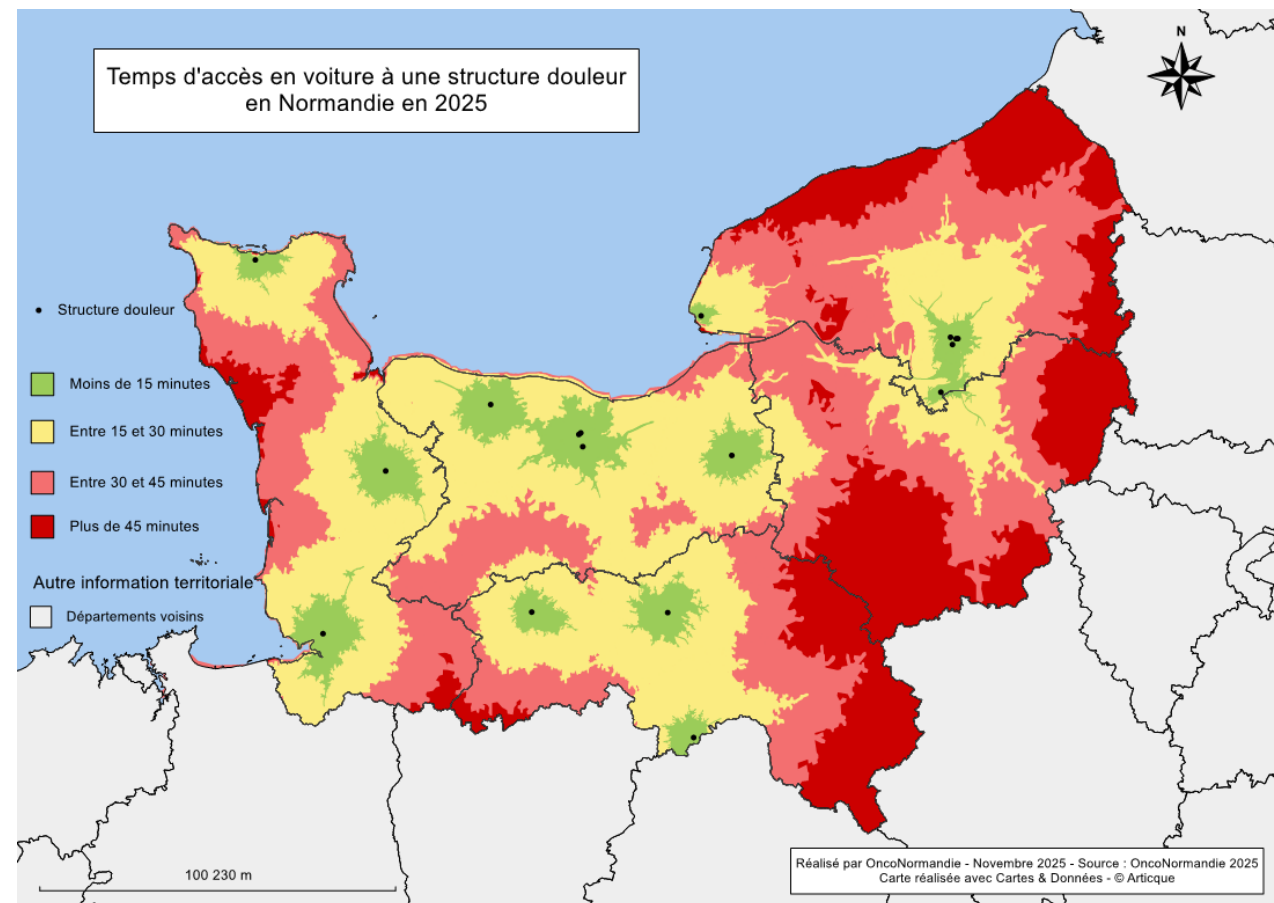 Temps d'accès en voiture à une structure douleur
en Normandie en 2025
N
Structure douleur
Moins de 15 minutes
Entre 15 et 30 minutes
Entre 30 et 45 minutes
Plus de 45 minutes
Autre information territoriale
Départements voisins
100 230 m
Réalisé par OncoNormandie - Novembre 2025 - Source : OncoNormandie 2025
Carte réalisée avec Cartes & Données - © Articque